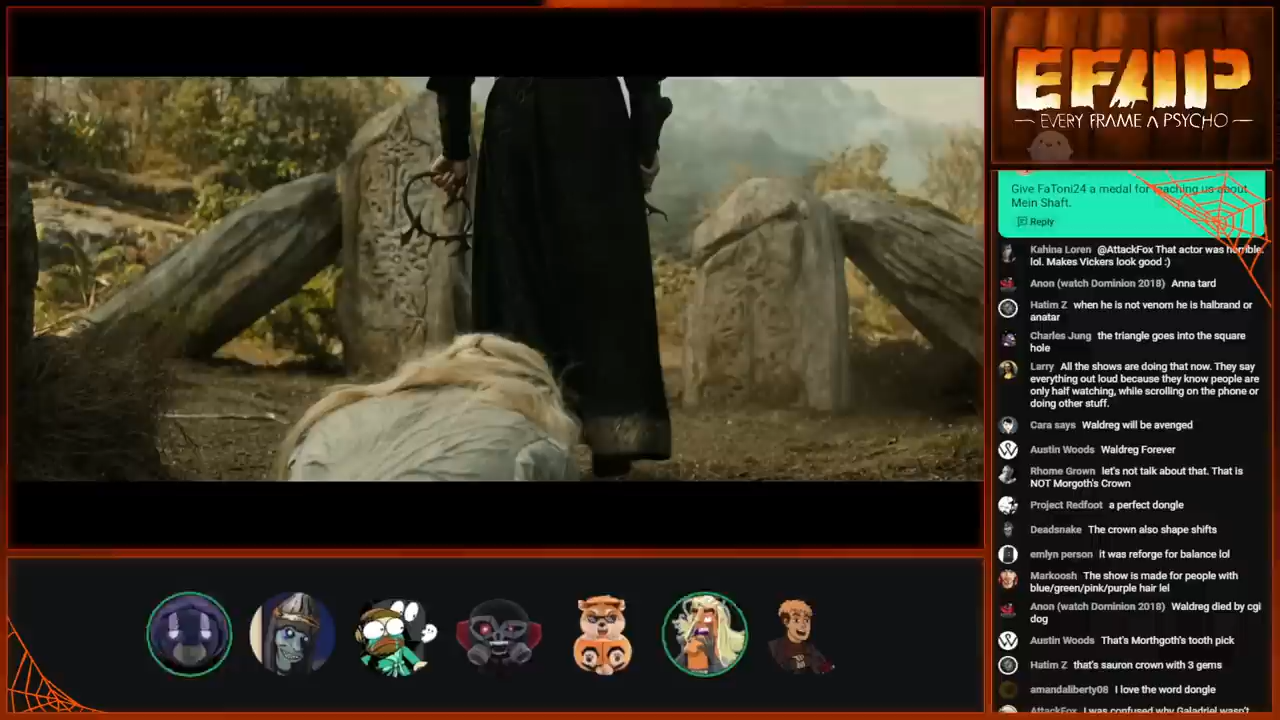 EFAP
EVERY FRAME A PSYCHO
Give FaToni24 a medal for teaching us about
Mein Shaft.
Reply
Kahina Loren @AttackFox That actor was horrible.
lol. Makes Vickers look good :)
Anon (watch Dominion 2018) Anna tard
Hatim Z when he is not venom he is halbrand or
anatar
Charles Jung the triangle goes into the square
hole
Larry All the shows are doing that now. They say
everything out loud because they know people are
only half watching, while scrolling on the phone or
doing other stuff.
Cara says Waldreg will be avenged
Austin Woods Waldreg Forever
Rhome Grown let's not talk about that. That is
NOT Morgoth's Crown
Project Redfoot a perfect dongle
Deadsnake The crown also shape shifts
emlyn person it was reforge for balance lol
Markoosh The show is made for people with
blue/green/pink/purple hair lel
Anon (watch Dominion 2018) Waldreg died by cgi
dog
Austin Woods That's Morthgoth's tooth pick
Hatim Z that's sauron crown with 3 gems
amandaliberty08 I love the word dongle
AttackFox I was confused why Galadriel wasn't